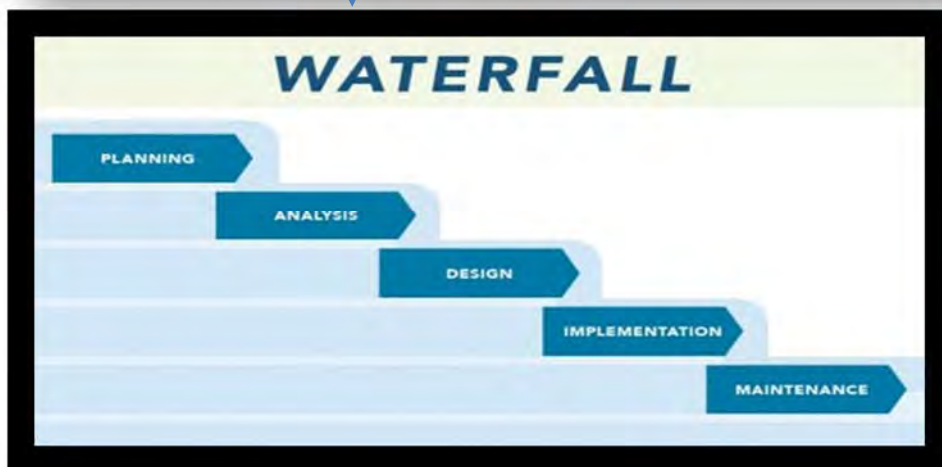 WATERFALL
PLANNING
ANALYSIS
DESIGN
IMPLEMENTATION
MAINTENANCE